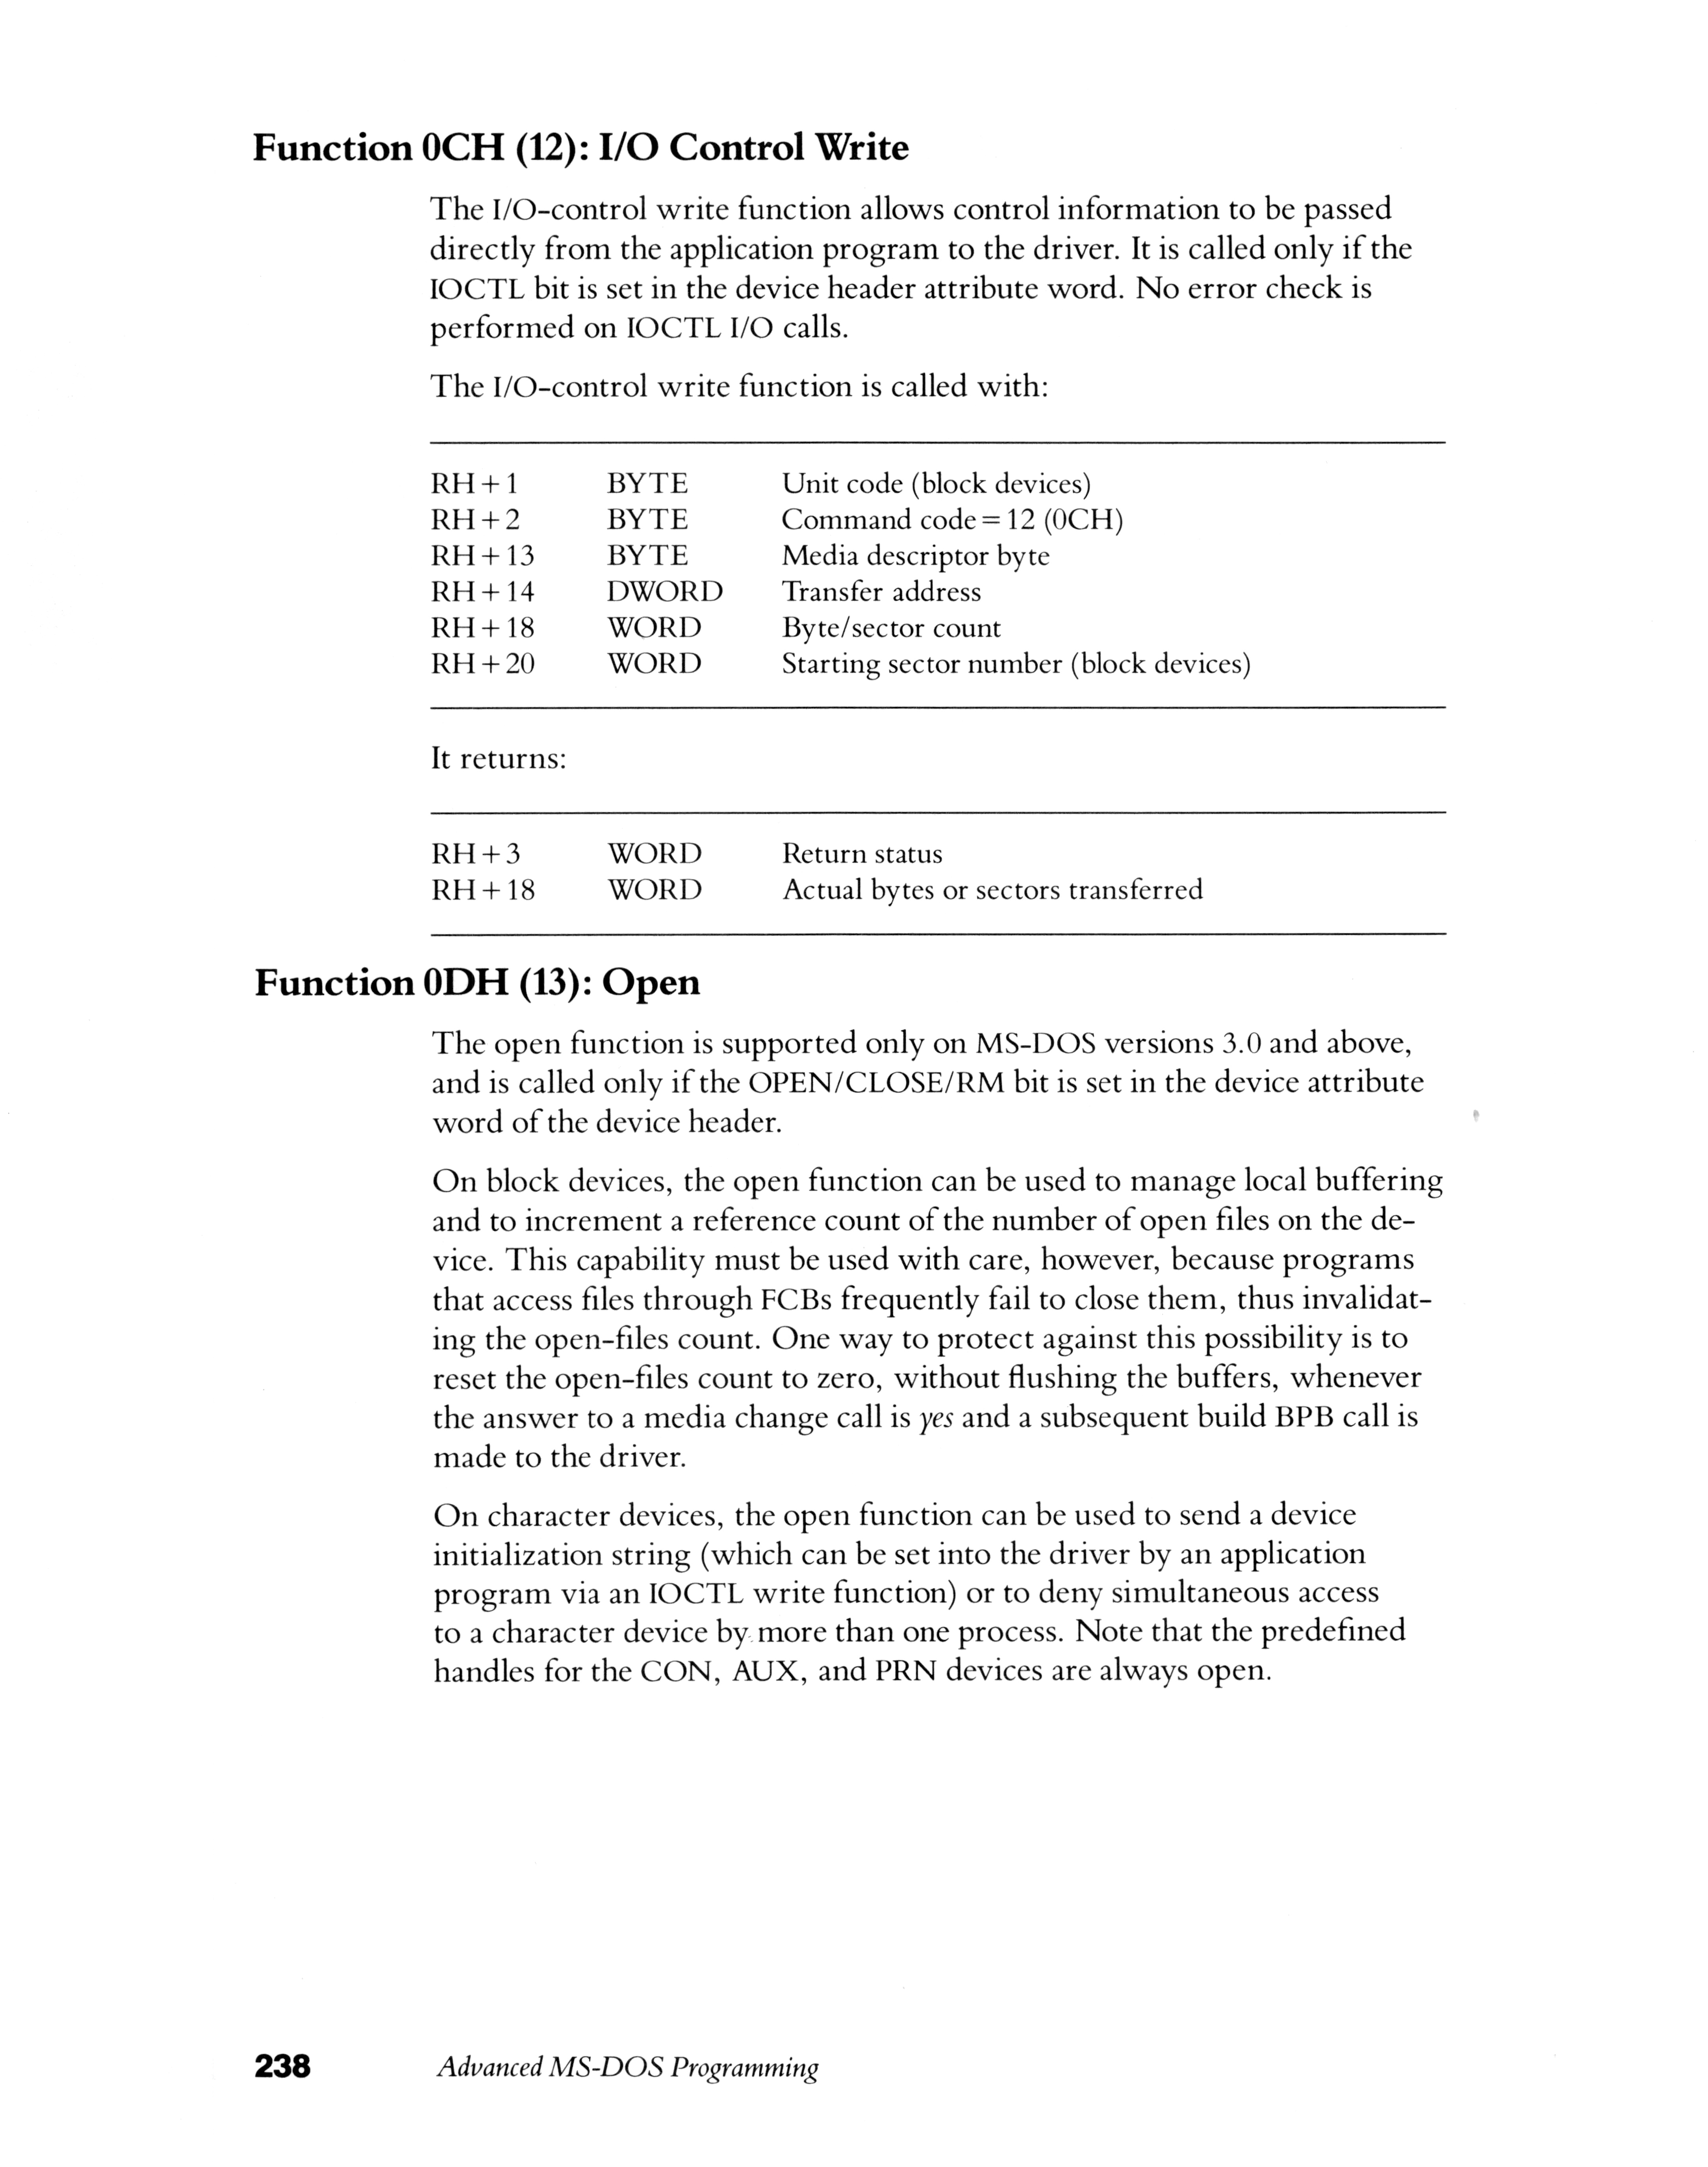 Function 0CH (12): I/O Control Write
The I/O-control write function allows control information to be passed
directly from the application program to the driver. It is called only if the
IOCTL bit is set in the device header attribute word. No error check is
performed on IOCTL I/O calls.
The I/O-control write function is called with:
RH + 1 BYTE Unit code (block devices)
RH + 2 BYTE Command code = 12 (0CH)
RH + 13 BYTE Media descriptor byte
RH + 14 DWORD Transfer address
RH + 18 WORD Byte/sector count
RH + 20 WORD Starting sector number (block devices)
It returns:
RH + 3 WORD Return status
RH + 18 WORD Actual bytes or sectors transferred
Function 0DH (13): Open
The open function is supported only on MS-DOS versions 3.0 and above,
and is called only if the OPEN/CLOSE/RM bit is set in the device attribute
word of the device header.
On block devices, the open function can be used to manage local buffering
and to increment a reference count of the number of open files on the de-
vice. This capability must be used with care, however, because programs
that access files through FCBs frequently fail to close them, thus invalidat-
ing the open-files count. One way to protect against this possibility is to
reset the open-files count to zero, without flushing the buffers, whenever
the answer to a media change call is yes and a subsequent build BPB call is
made to the driver.
On character devices, the open function can be used to send a device
initialization string (which can be set into the driver by an application
program via an IOCTL write function) or to deny simultaneous access
to a character device by more than one process. Note that the predefined
handles for the CON, AUX, and PRN devices are always open.
238 Advanced MS-DOS Programming